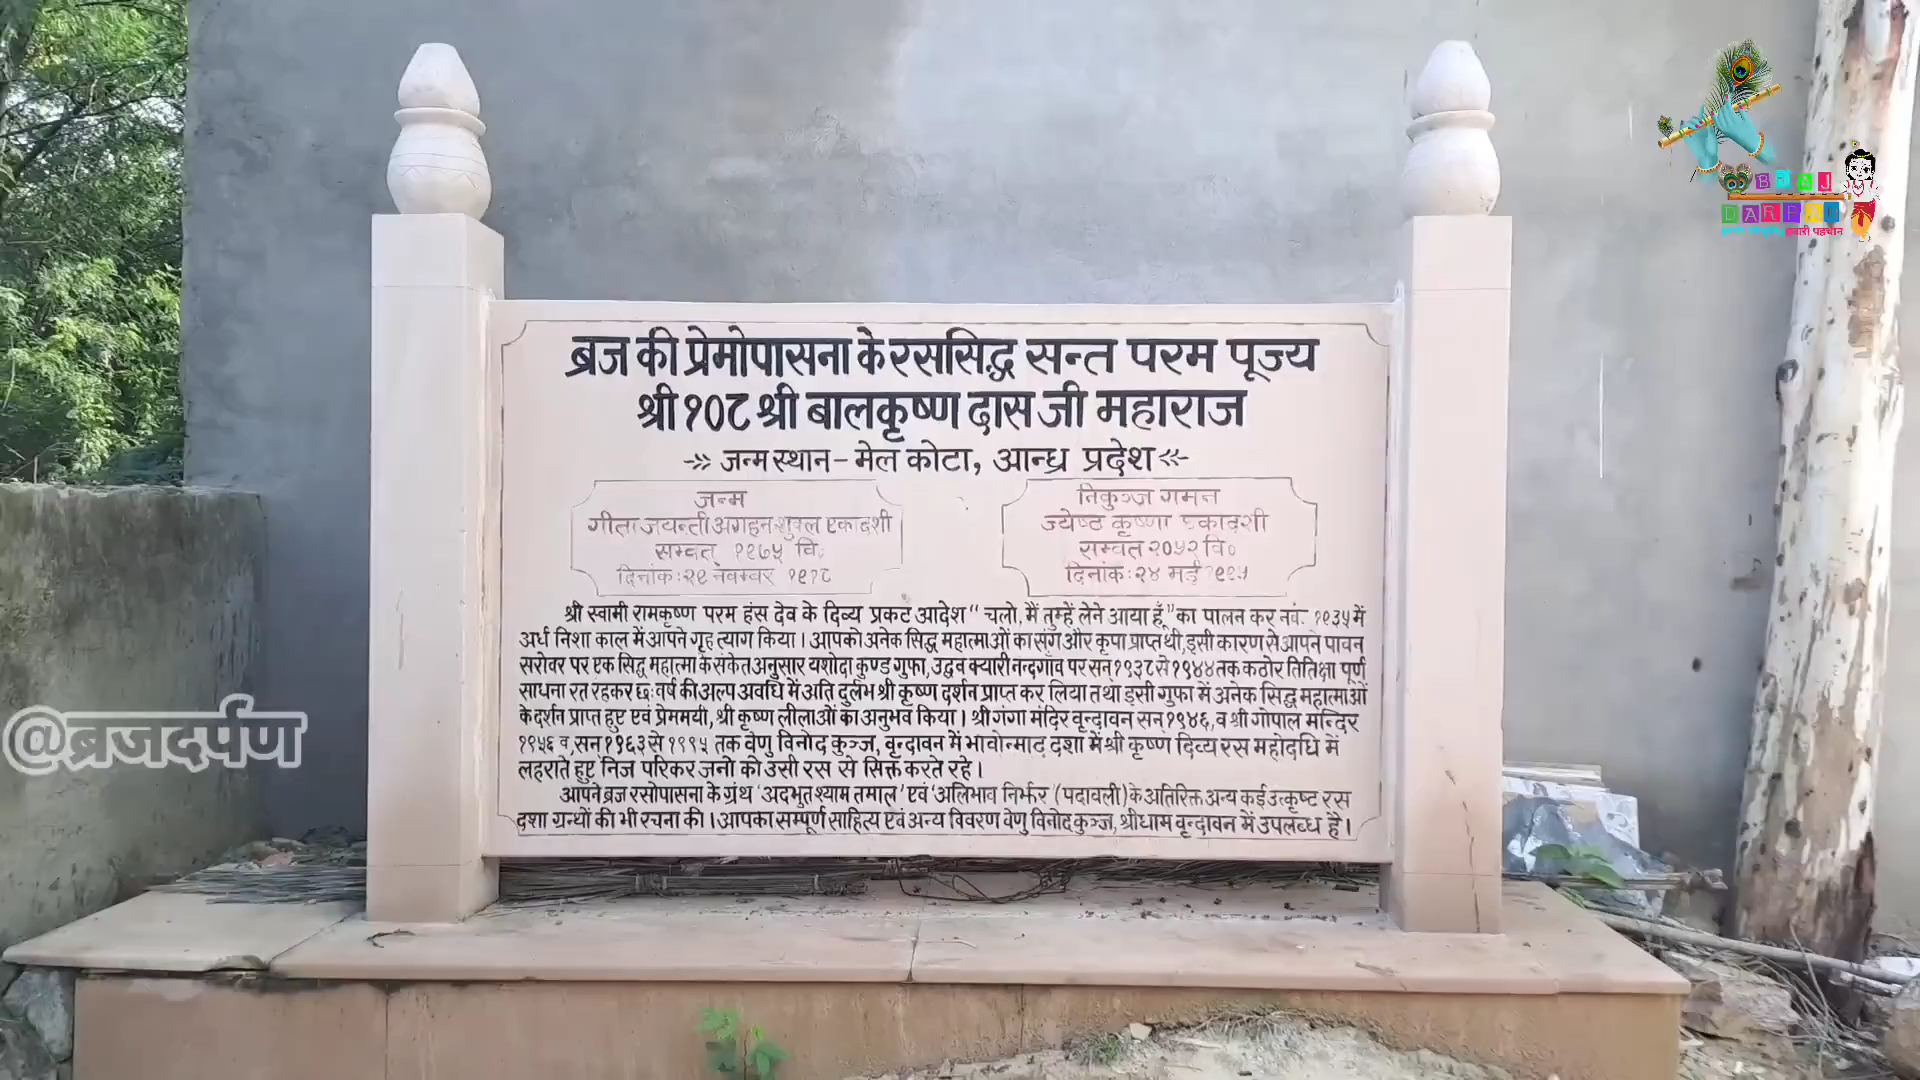 BRAJ
DARPAN
हमारी पहचान
ब्रज की प्रेमोपासना के रससिद्ध सन्त परम पूज्य
श्री १०८ श्री बालकृष्ण दास जी महाराज
जन्म स्थान - मेल कोटा, आन्ध्र प्रदेश
जन्म
गीता जयन्ती अगहन शुक्ल एकादशी
सम्वत् १९७५ वि.
दिनांक : २९ नवम्बर १९१८
निकुञ्ज गमन
ज्येष्ठ कृष्णा एकादशी
सम्वत २०५२ वि०
दिनांक : २४ मई १९९५
श्री स्वामी रामकृष्ण परम हंस देव के दिव्य प्रकट आदेश “ चलो, मैं तुम्हें लेने आया हूँ ” का पालन कर नवं. १९३५ में
अर्ध निशा काल में आपने गृह त्याग किया । आपको अनेक सिद्ध महात्माओं का संग और कृपा प्राप्त थी, इसी कारण से आपने पावन
सरोवर पर एक सिद्ध महात्मा के संकेत अनुसार यशोदा कुण्ड गुफा, उद्धव क्यारी नन्दगाँव पर सन् १९३८ से १९४४ तक कठोर तितिक्षा पूर्ण
साधना रत रहकर छः वर्ष की अल्प अवधि में अति दुर्लभ श्री कृष्ण दर्शन प्राप्त कर लिया तथा इसी गुफा में अनेक सिद्ध महात्माओं
के दर्शन प्राप्त हुए एवं प्रेममयी, श्री कृष्ण लीलाओं का अनुभव किया । श्री गंगा मंदिर वृन्दावन सन् १९४६, व श्री गोपाल मन्दिर
१९५६ व, सन् १९६३ से १९९५ तक वेणु विनोद कुञ्ज, वृन्दावन में भावोन्माद दशा में श्री कृष्ण दिव्य रस महोदधि में
लहराते हुए निज परिकर जनों को उसी रस से सिक्त करते रहे ।
आपने ब्रज रसोपासना के ग्रंथ ‘अदभुत श्याम तमाल’ एवं ‘अलिभाव निर्झर (पदावली) के अतिरिक्त अन्य कई उत्कृष्ट रस
दशा ग्रन्थों की भी रचना की । आपका सम्पूर्ण साहित्य एवं अन्य विवरण वेणु विनोद कुञ्ज, श्रीधाम वृन्दावन में उपलब्ध है ।
@ब्रजदर्पण